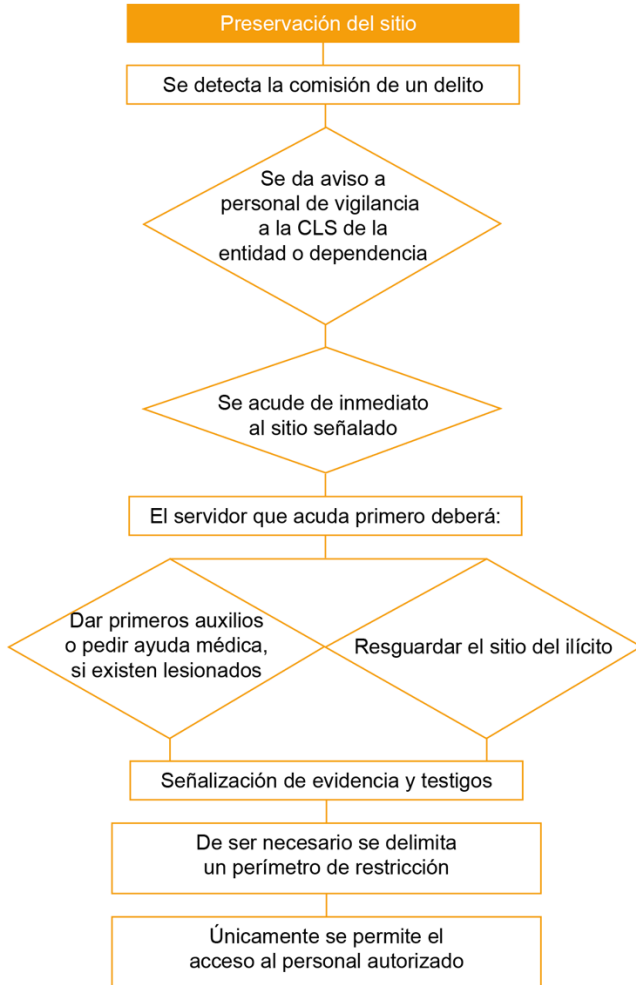 Preservación del sitio
Se detecta la comisión de un delito
Se da aviso a
personal de vigilancia
a la CLS de la
entidad o dependencia
Se acude de inmediato
al sitio señalado
El servidor que acuda primero deberá:
Dar primeros auxilios
o pedir ayuda médica,
si existen lesionados
Resguardar el sitio del ilícito
Señalización de evidencia y testigos
De ser necesario se delimita
un perímetro de restricción
Únicamente se permite el
acceso al personal autorizado